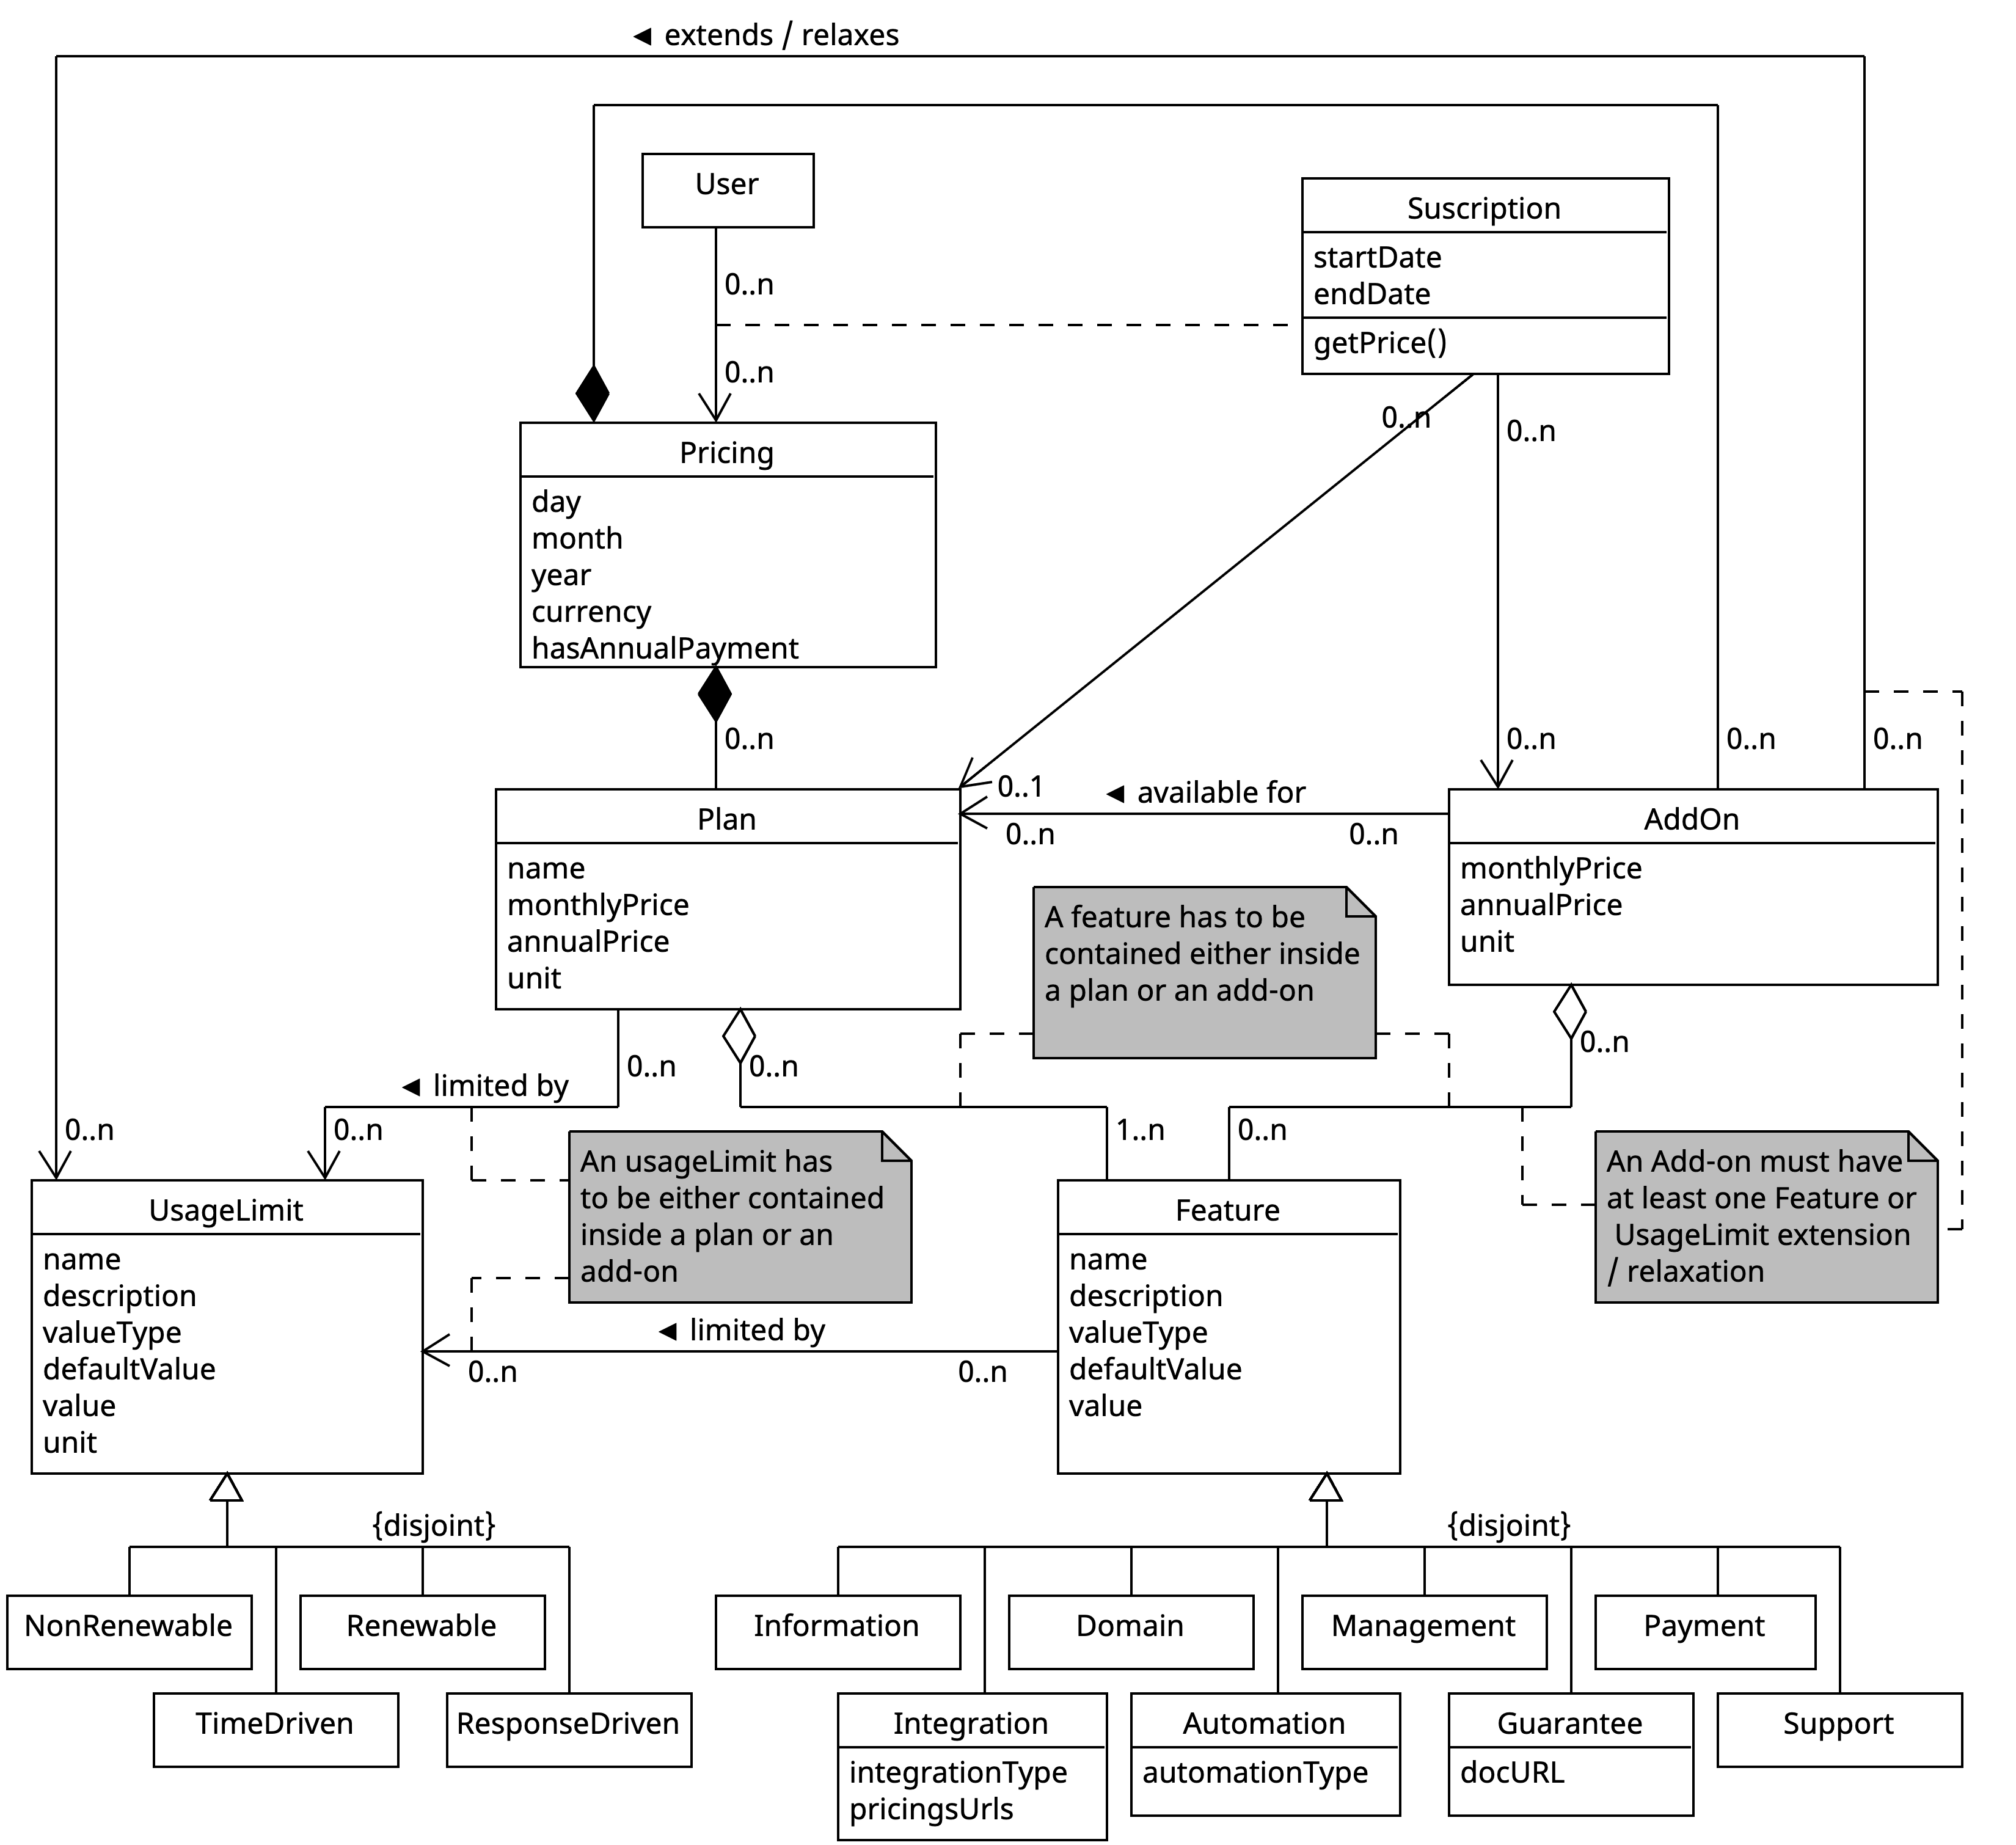 ◄ extends / relaxes
User
Suscription
startDate
endDate
getPrice()
0..n
0..n
Pricing
day
month
year
currency
hasAnnualPayment
0..n
0..n
0..n
0..n
0..n
0..n
0..1
◄ available for
0..n
0..n
Plan
name
monthlyPrice
annualPrice
unit
AddOn
monthlyPrice
annualPrice
unit
A feature has to be
contained either inside
a plan or an add-on
0..n
0..n
0..n
◄ limited by
0..n
0..n
1..n
0..n
An usageLimit has
to be either contained
inside a plan or an
add-on
An Add-on must have
at least one Feature or
UsageLimit extension
/ relaxation
UsageLimit
name
description
valueType
defaultValue
value
unit
◄ limited by
0..n
0..n
Feature
name
description
valueType
defaultValue
value
{disjoint}
{disjoint}
NonRenewable
Renewable
Information
Domain
Management
Payment
TimeDriven
ResponseDriven
Integration
integrationType
pricingsUrls
Automation
automationType
Guarantee
docURL
Support